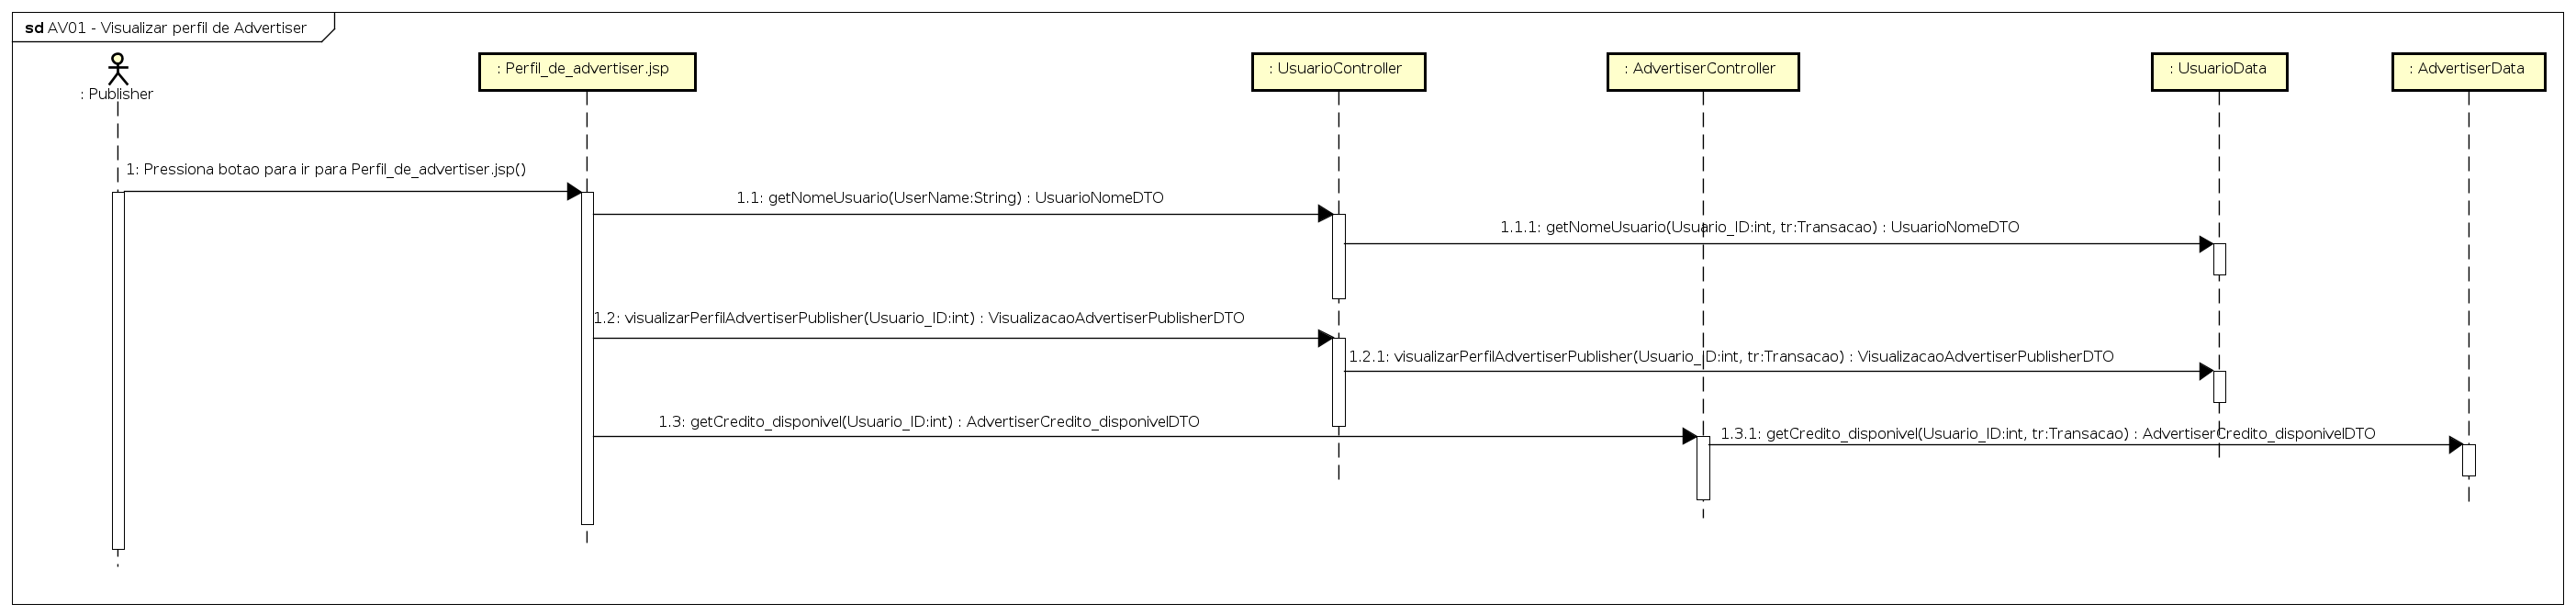 sd AV01 - Visualizar perfil de Advertiser
: Publisher
: Perfil_de_advertiser.jsp
: UsuarioController
: AdvertiserController
: UsuarioData
: AdvertiserData
1: Pressiona botao para ir para Perfil_de_advertiser.jsp()
1.1: getNomeUsuario(UserName:String) : UsuarioNomeDTO
1.1.1: getNomeUsuario(Usuario_ID:int, tr:Transacao) : UsuarioNomeDTO
1.2: visualizarPerfilAdvertiserPublisher(Usuario_ID:int) : VisualizacaoAdvertiserPublisherDTO
1.2.1: visualizarPerfilAdvertiserPublisher(Usuario_ID:int, tr:Transacao) : VisualizacaoAdvertiserPublisherDTO
1.3: getCredito_disponivel(Usuario_ID:int) : AdvertiserCredito_disponivelDTO
1.3.1: getCredito_disponivel(Usuario_ID:int, tr:Transacao) : AdvertiserCredito_disponivelDTO